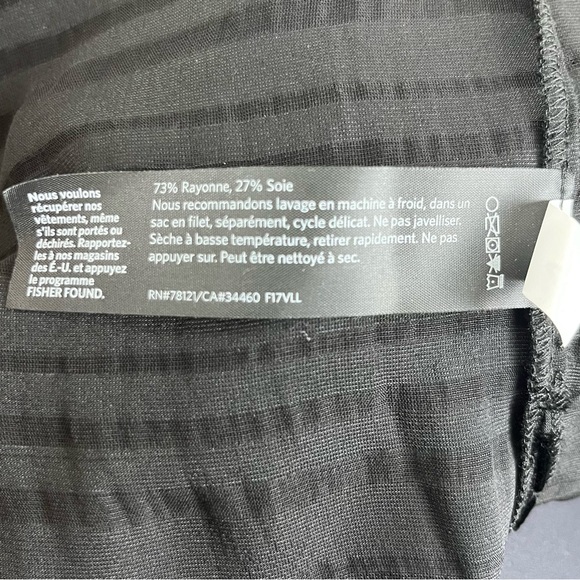 Nous voulons
récupérer nos
vêtements, même
s'ils sont portés ou
déchirés. Rapportez-
les à nos magasins
des É.-U. et appuyez
le programme
FISHER FOUND.
73% Rayonne, 27% Soie
Nous recommandons lavage en machine à froid, dans un
sac en filet, séparément, cycle délicat. Ne pas javelliser.
Sèche à basse température, retirer rapidement. Ne pas
appuyer sur. Peut être nettoyé à sec.
RN#78121/CA#34460 F17VLL